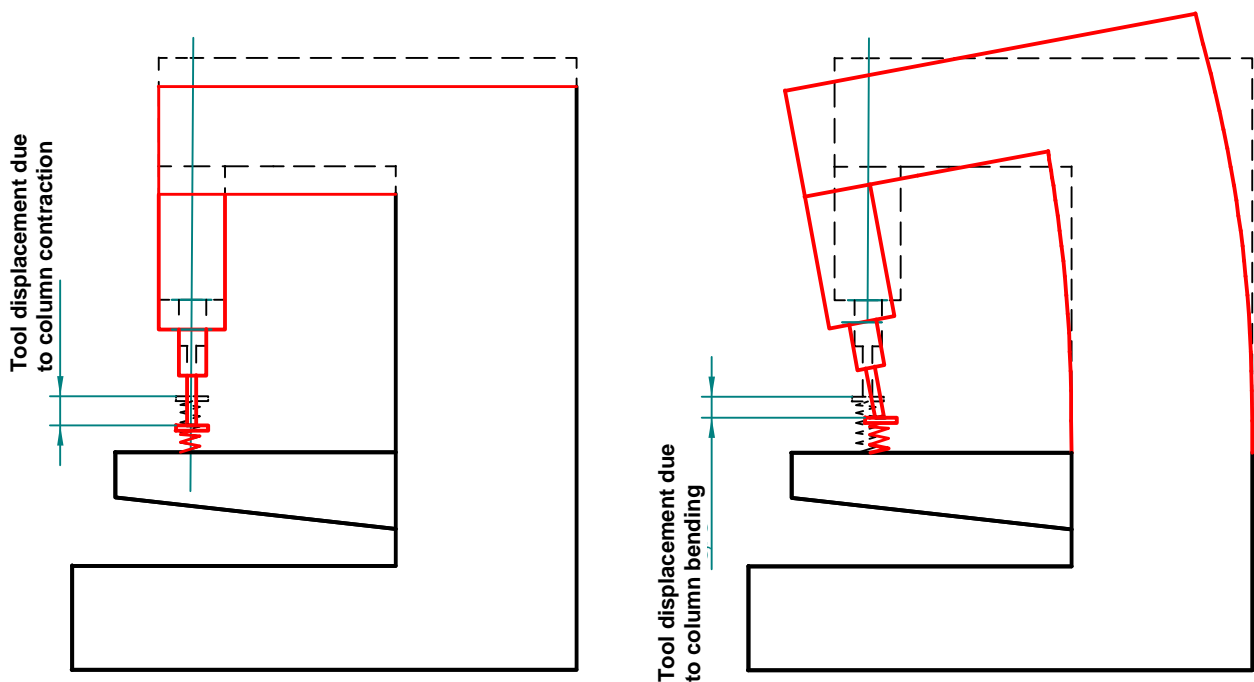 Tool displacement due
to column contraction
Tool displacement due
to column bending